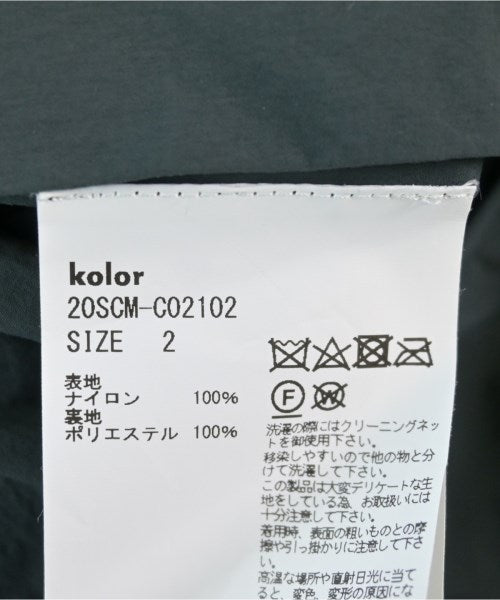 kolor
20SCM-C02102
SIZE 2
表地
ナイロン 100%
裏地
ポリエステル 100%
F
W
洗濯の際にはクリーニングネッ
トを御使用下さい。
移染しやすいので他の物と分
けて洗濯して下さい。
この製品は大変デリケートな生
地をしている為、お取扱いには
十分注意して下さい。
着用時、表面の粗いものとの摩
擦や引っ掛かりに注意して下さ
い。
高温な場所や直射日光に当て
ると、変色、変形の原因にな